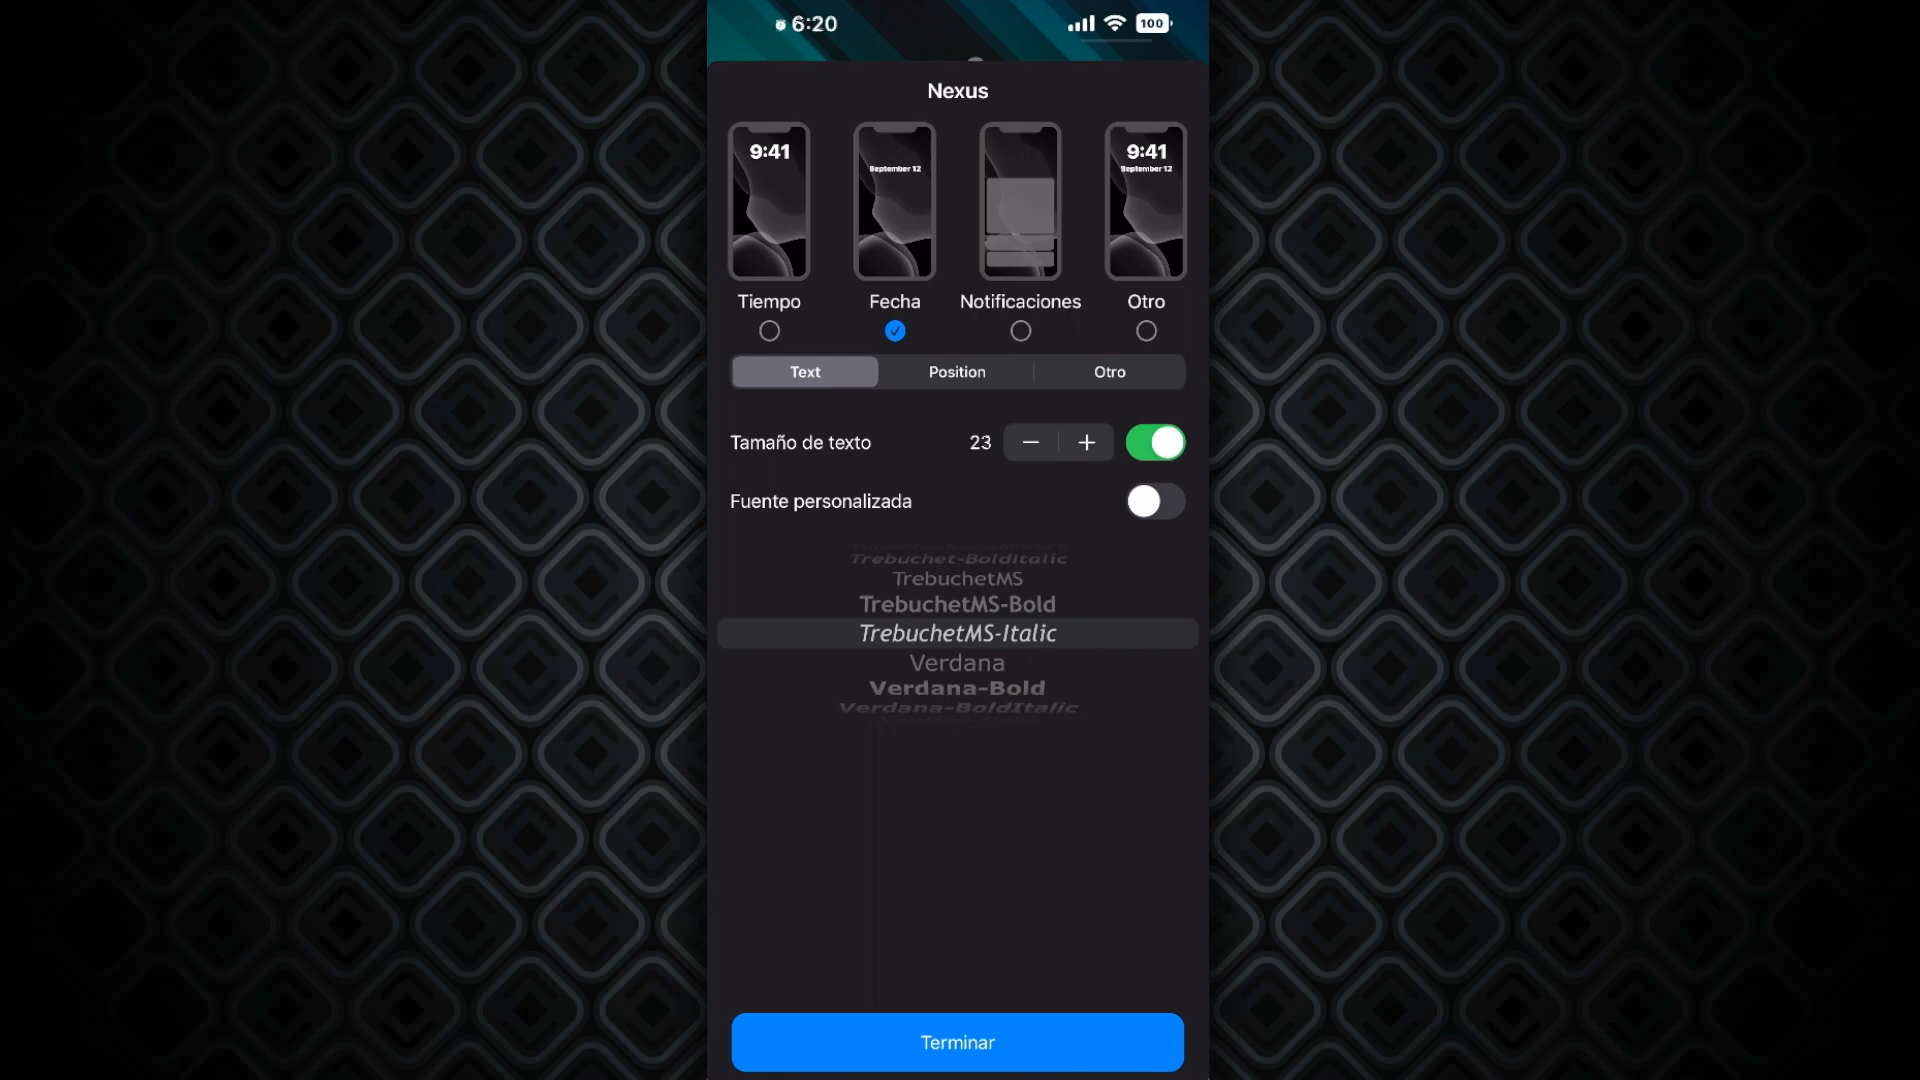 6:20
100
Nexus
9:41
September 12
9:41
September 12
Tiempo
Fecha
Notificaciones
Otro
Text
Position
Otro
Tamaño de texto
23
Fuente personalizada
Trebuchet-BoldItalic
TrebuchetMS
TrebuchetMS-Bold
TrebuchetMS-Italic
Verdana
Verdana-Bold
Verdana-BoldItalic
Terminar